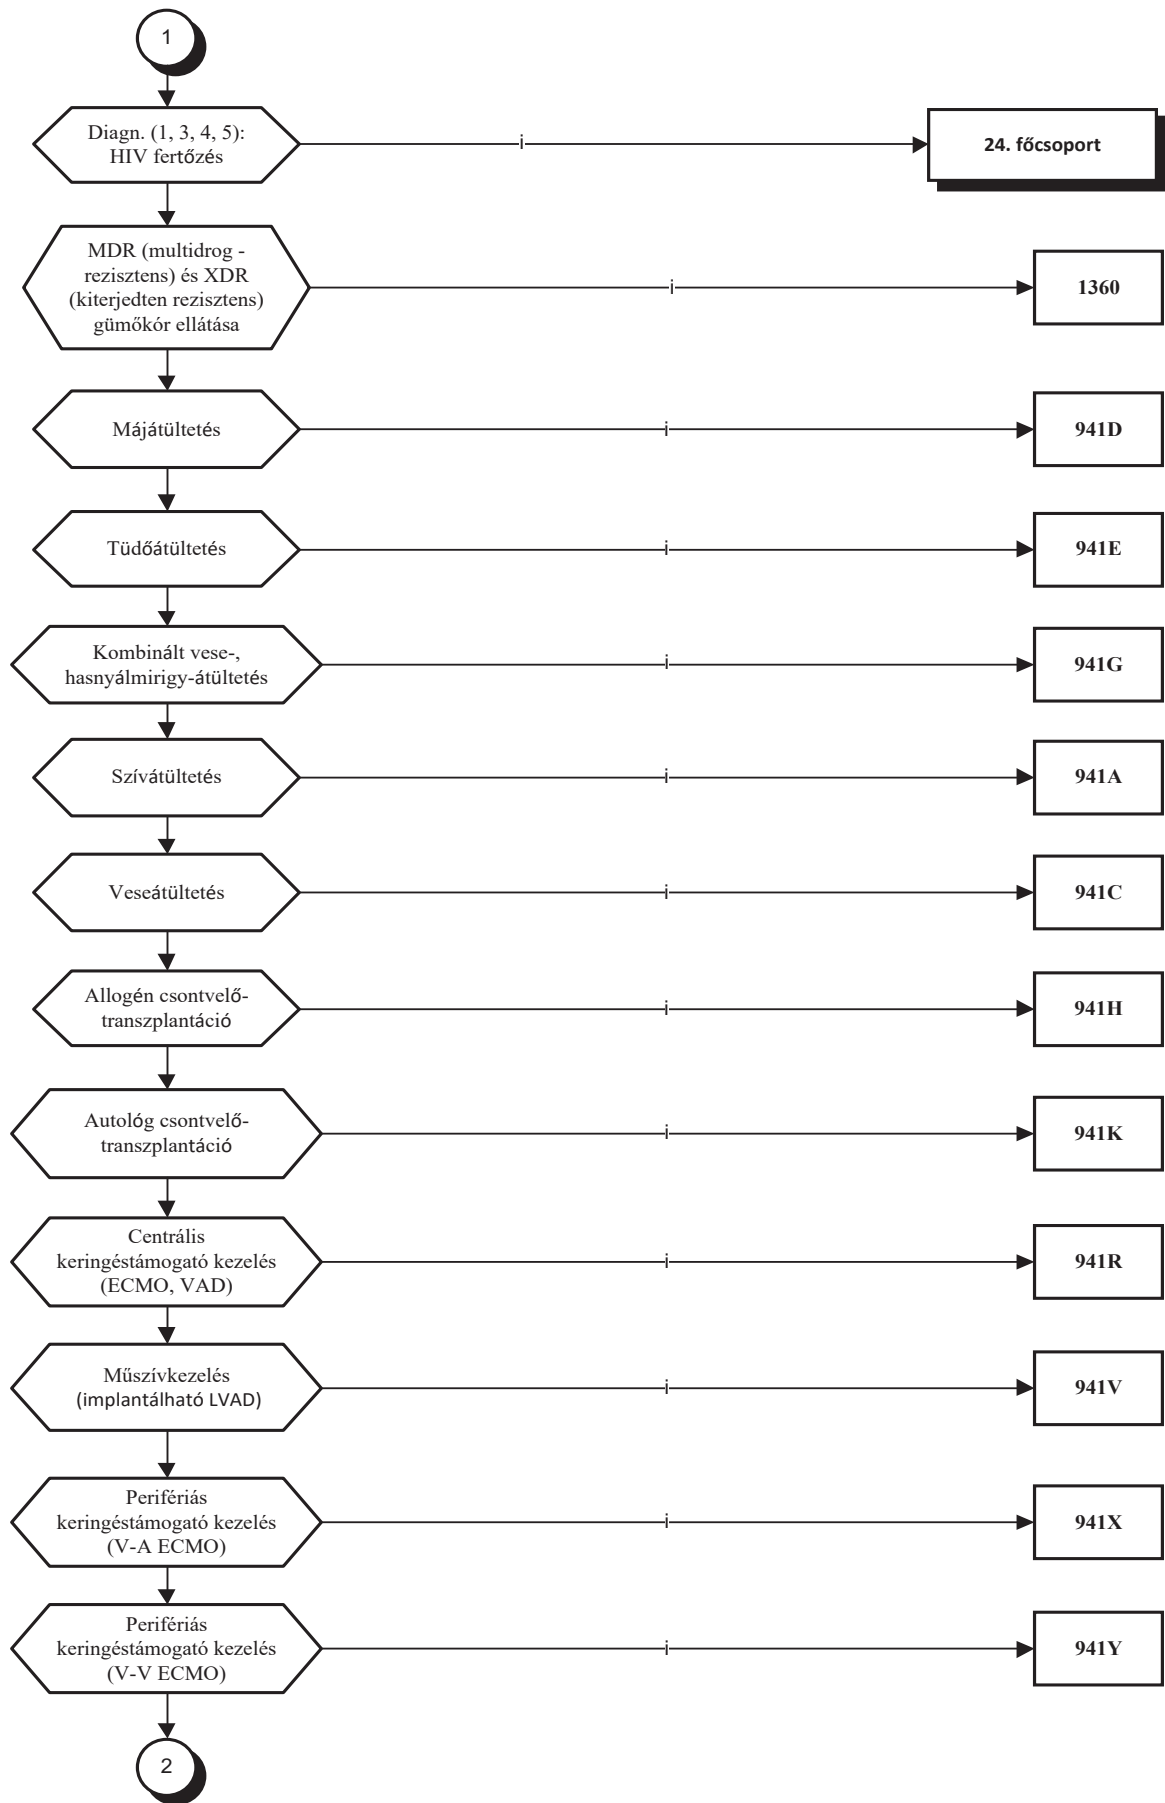 1
Diagn. (1, 3, 4, 5):
HIV fertőzés
i
24. főcsoport
MDR (multidrog -
rezisztens) és XDR
(kiterjedten rezisztens)
gümőkór ellátása
i
1360
Májátültetés
i
941D
Tüdőátültetés
i
941E
Kombinált vese-,
hasnyálmirigy-átültetés
i
941G
Szívátültetés
i
941A
Veseátültetés
i
941C
Allogén csontvelő-
transzplantáció
i
941H
Autológ csontvelő-
transzplantáció
i
941K
Centrális
keringéstámogató kezelés
(ECMO, VAD)
i
941R
Műszívkezelés
(implantálható LVAD)
i
941V
Perifériás
keringéstámogató kezelés
(V-A ECMO)
i
941X
Perifériás
keringéstámogató kezelés
(V-V ECMO)
i
941Y
2